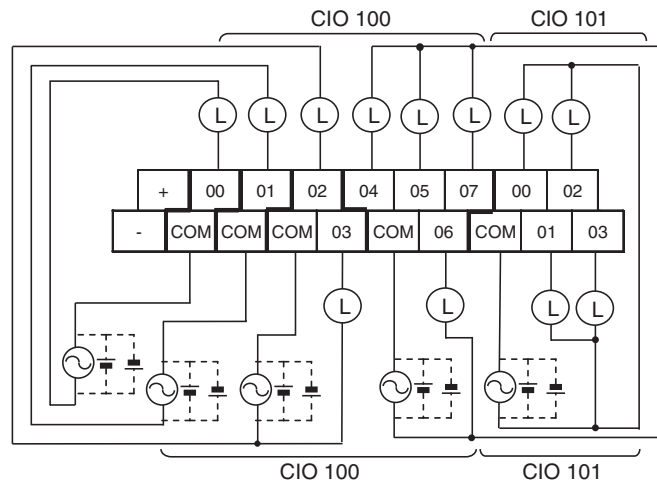 CIO 100 CIO 101
L L L L L L L L
+ 00 01 02 04 05 07 00 02
- COM COM COM 03 COM 06 COM 01 03
L L L L
CIO 100 CIO 101